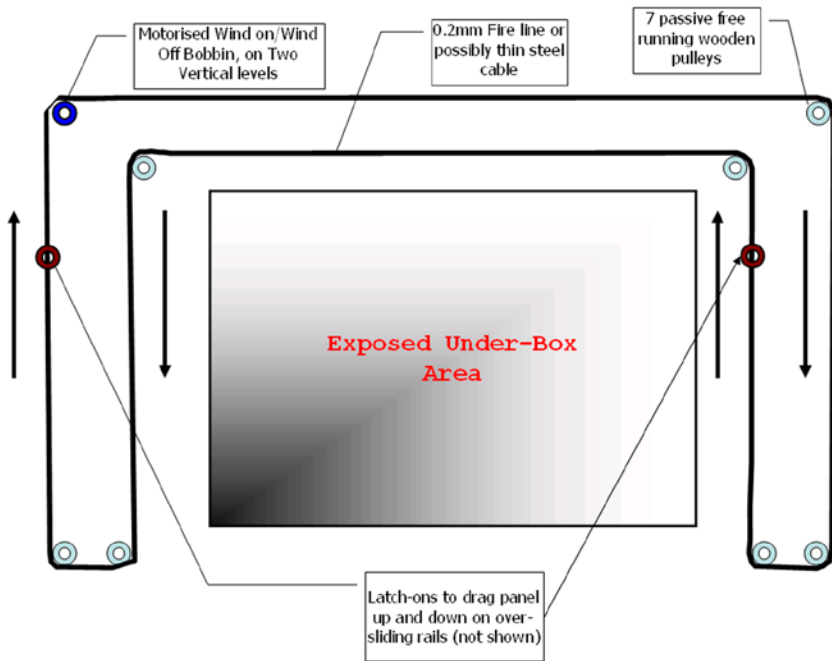 Motorised Wind on/Wind
Off Bobbin, on Two
Vertical levels
0.2mm Fire line or
possibly thin steel
cable
7 passive free
running wooden
pulleys
Exposed Under-Box
Area
Latch-ons to drag panel
up and down on over-
sliding rails (not shown)